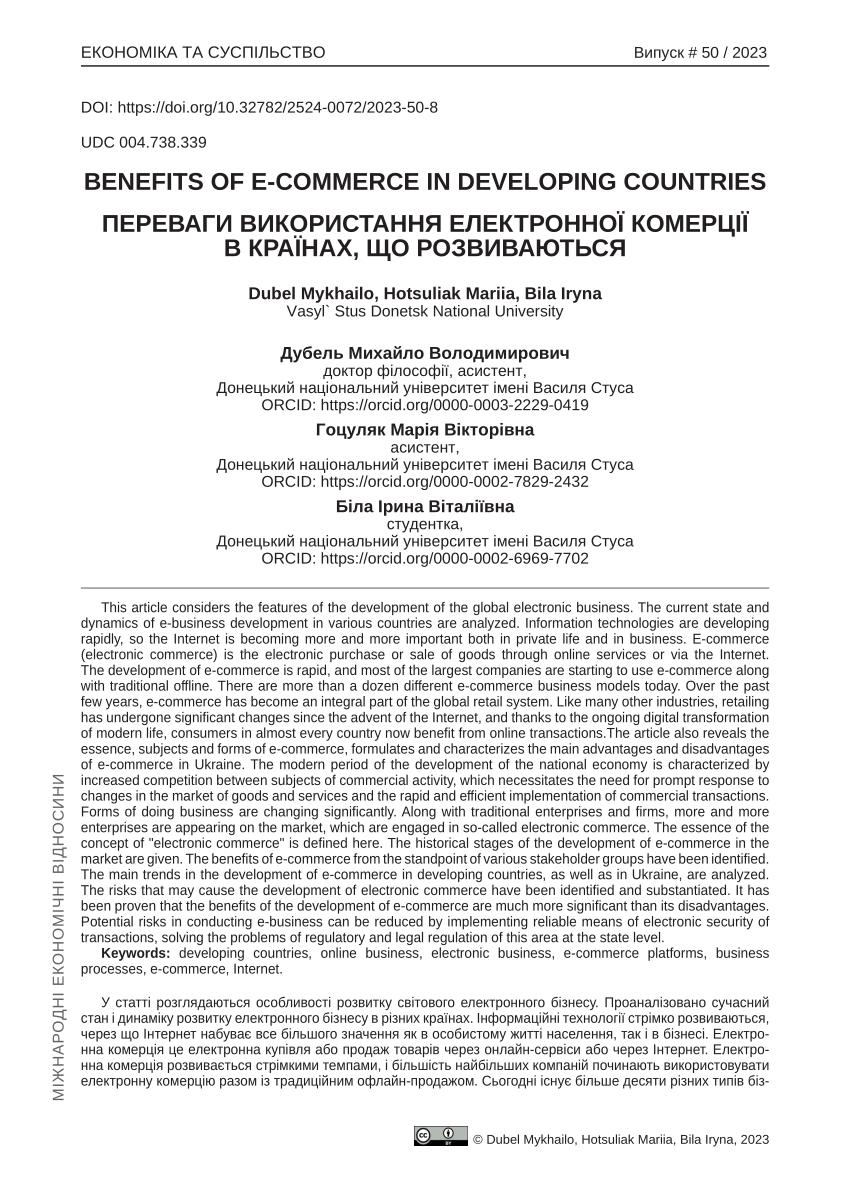 ЕКОНОМІКА ТА СУСПІЛЬСТВО
Випуск # 50 / 2023
DOI: https://doi.org/10.32782/2524-0072/2023-50-8
UDC 004.738.339
BENEFITS OF E-COMMERCE IN DEVELOPING COUNTRIES
ПЕРЕВАГИ ВИКОРИСТАННЯ ЕЛЕКТРОННОЇ КОМЕРЦІЇ
В КРАЇНАХ, ЩО РОЗВИВАЮТЬСЯ
Dubel Mykhailo, Hotsuliak Mariia, Bila Iryna
Vasyl` Stus Donetsk National University
Дубель Михайло Володимирович
доктор філософії, асистент,
Донецький національний університет імені Василя Стуса
ORCID: https://orcid.org/0000-0003-2229-0419
Гоцуляк Марія Вікторівна
асистент,
Донецький національний університет імені Василя Стуса
ORCID: https://orcid.org/0000-0002-7829-2432
Біла Ірина Віталіївна
студентка,
Донецький національний університет імені Василя Стуса
ORCID: https://orcid.org/0000-0002-6969-7702
This article considers the features of the development of the global electronic business. The current state and
dynamics of e-business development in various countries are analyzed. Information technologies are developing
rapidly, so the Internet is becoming more and more important both in private life and in business. E-commerce
(electronic commerce) is the electronic purchase or sale of goods through online services or via the Internet.
The development of e-commerce is rapid, and most of the largest companies are starting to use e-commerce along
with traditional offline. There are more than a dozen different e-commerce business models today. Over the past
few years, e-commerce has become an integral part of the global retail system. Like many other industries, retailing
has undergone significant changes since the advent of the Internet, and thanks to the ongoing digital transformation
of modern life, consumers in almost every country now benefit from online transactions.The article also reveals the
essence, subjects and forms of e-commerce, formulates and characterizes the main advantages and disadvantages
of e-commerce in Ukraine. The modern period of the development of the national economy is characterized by
increased competition between subjects of commercial activity, which necessitates the need for prompt response to
changes in the market of goods and services and the rapid and efficient implementation of commercial transactions.
Forms of doing business are changing significantly. Along with traditional enterprises and firms, more and more
enterprises are appearing on the market, which are engaged in so-called electronic commerce. The essence of the
concept of "electronic commerce" is defined here. The historical stages of the development of e-commerce in the
market are given. The benefits of e-commerce from the standpoint of various stakeholder groups have been identified.
The main trends in the development of e-commerce in developing countries, as well as in Ukraine, are analyzed.
The risks that may cause the development of electronic commerce have been identified and substantiated. It has
been proven that the benefits of the development of e-commerce are much more significant than its disadvantages.
Potential risks in conducting e-business can be reduced by implementing reliable means of electronic security of
transactions, solving the problems of regulatory and legal regulation of this area at the state level.
Keywords: developing countries, online business, electronic business, e-commerce platforms, business
processes, e-commerce, Internet.
У статті розглядаються особливості розвитку світового електронного бізнесу. Проаналізовано сучасний
стан і динаміку розвитку електронного бізнесу в різних країнах. Інформаційні технології стрімко розвиваються,
через що Інтернет набуває все більшого значення як в особистому житті населення, так і в бізнесі. Електро-
нна комерція це електронна купівля або продаж товарів через онлайн-сервіси або через Інтернет. Електро-
нна комерція розвивається стрімкими темпами, і більшість найбільших компаній починають використовувати
електронну комерцію разом із традиційним офлайн-продажом. Сьогодні існує більше десяти різних типів біз-
МІЖНАРОДНІ ЕКОНОМІЧНІ ВІДНОСИНИ
cc
BY
© Dubel Mykhailo, Hotsuliak Mariia, Bila Iryna, 2023